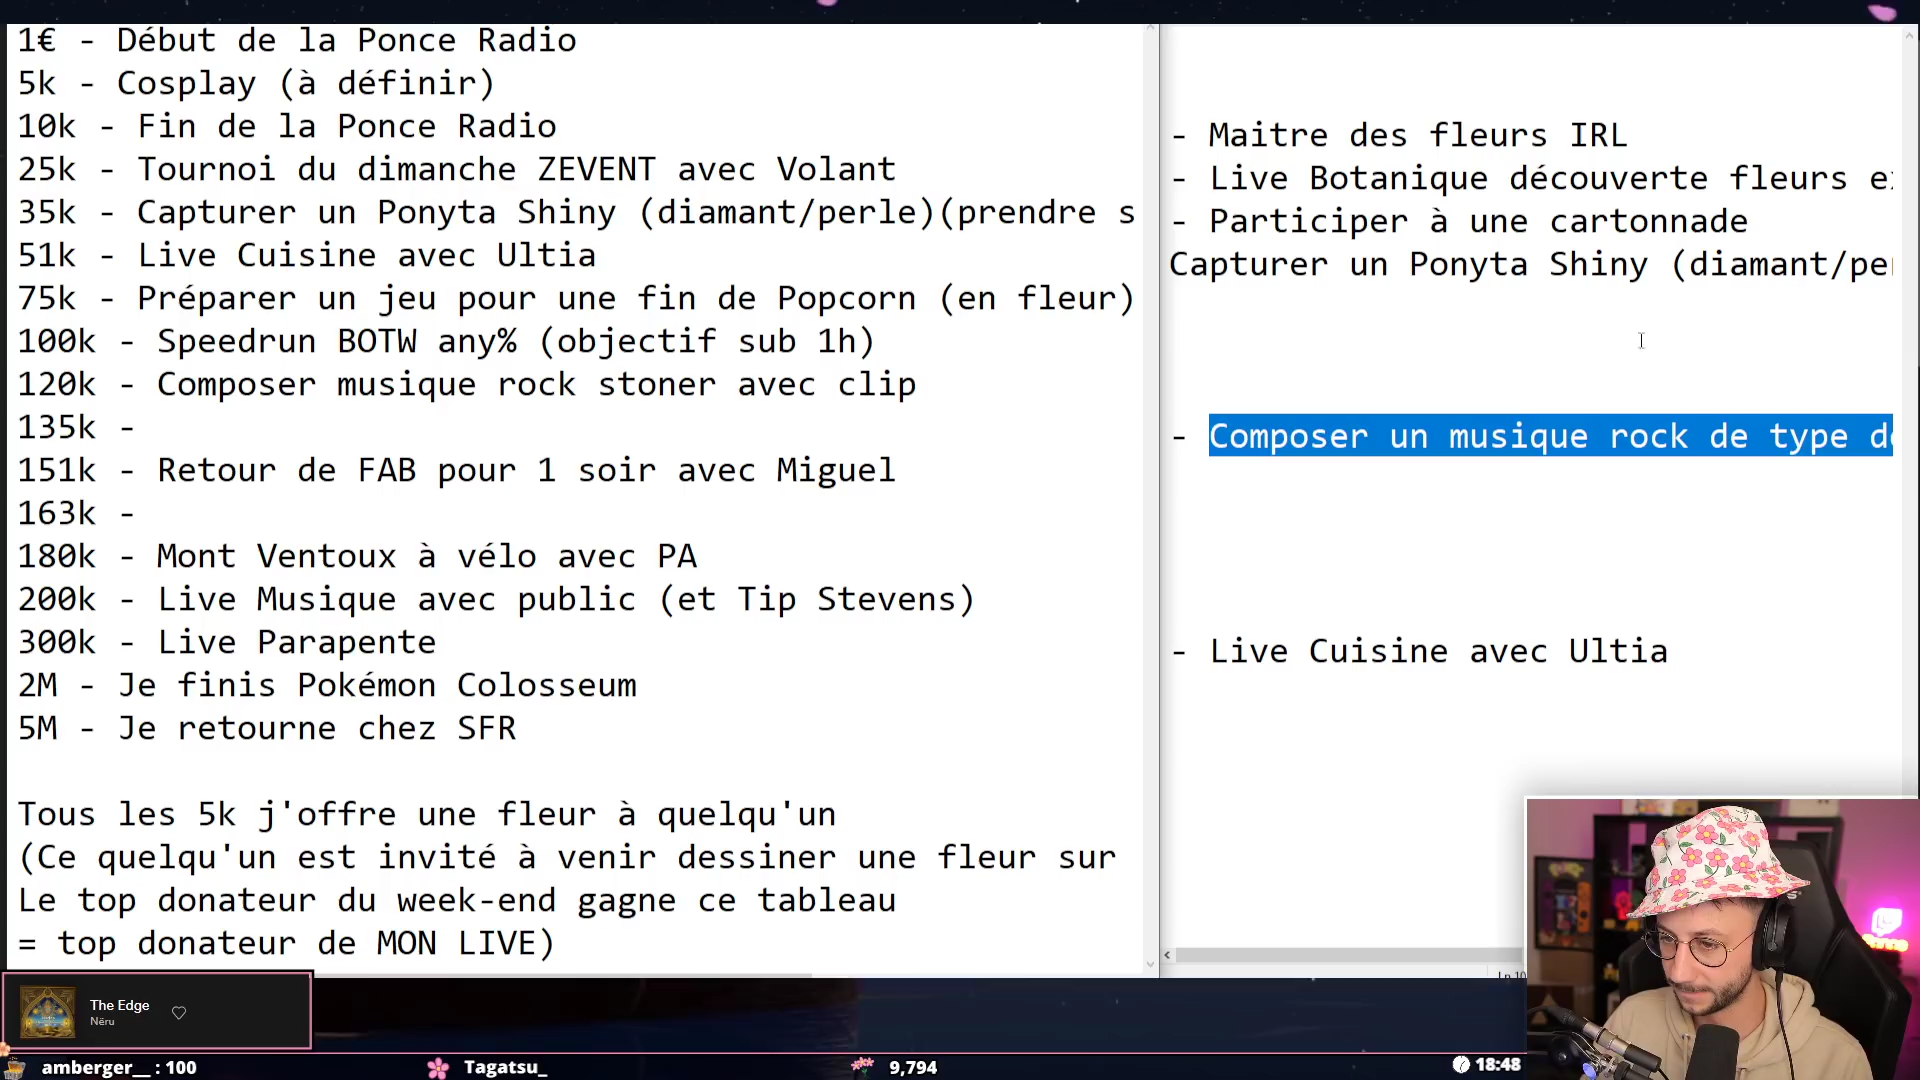 1€ - Début de la Ponce Radio
5k - Cosplay (à définir)
10k - Fin de la Ponce Radio
25k - Tournoi du dimanche ZEVENT avec Volant
35k - Capturer un Ponyta Shiny (diamant/perle)(prendre s
51k - Live Cuisine avec Ultia
75k - Préparer un jeu pour une fin de Popcorn (en fleur)
100k - Speedrun BOTW any% (objectif sub 1h)
120k - Composer musique rock stoner avec clip
135k -
151k - Retour de FAB pour 1 soir avec Miguel
163k -
180k - Mont Ventoux à vélo avec PA
200k - Live Musique avec public (et Tip Stevens)
300k - Live Parapente
2M - Je finis Pokémon Colosseum
5M - Je retourne chez SFR
Tous les 5k j'offre une fleur à quelqu'un
(Ce quelqu'un est invité à venir dessiner une fleur sur
Le top donateur du week-end gagne ce tableau
= top donateur de MON LIVE)
- Maitre des fleurs IRL
- Live Botanique découverte fleurs e
- Participer à une cartonnade
Capturer un Ponyta Shiny (diamant/pe
- Composer un musique rock de type d
- Live Cuisine avec Ultia
The Edge
Nëru
amberger__ : 100
Tagatsu_
9,794
18:48